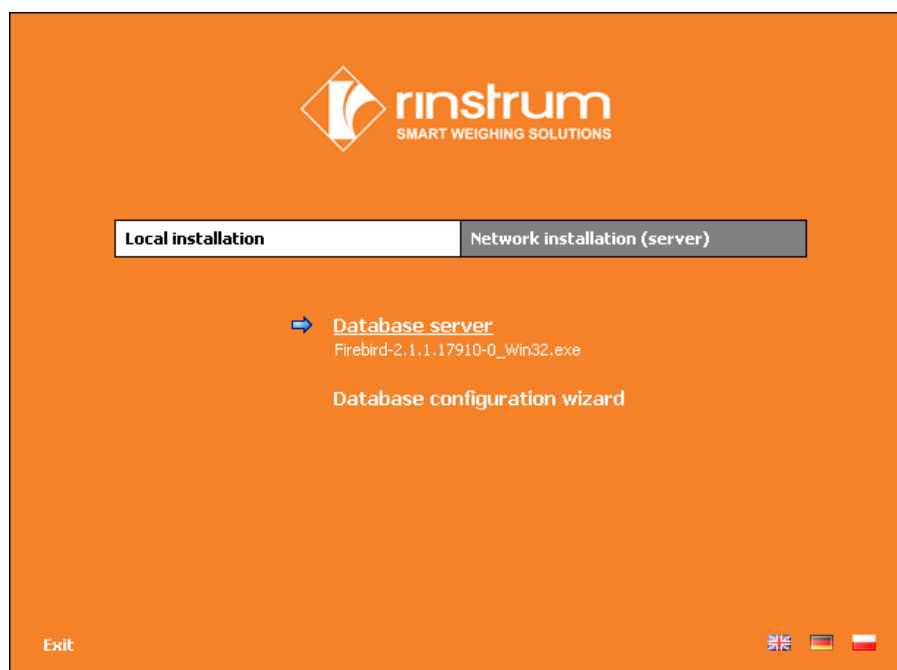 rinstrum
SMART WEIGHING SOLUTIONS
Local installation
Network installation (server)
Database server
Firebird-2.1.1.17910-0_Win32.exe
Database configuration wizard
Exit